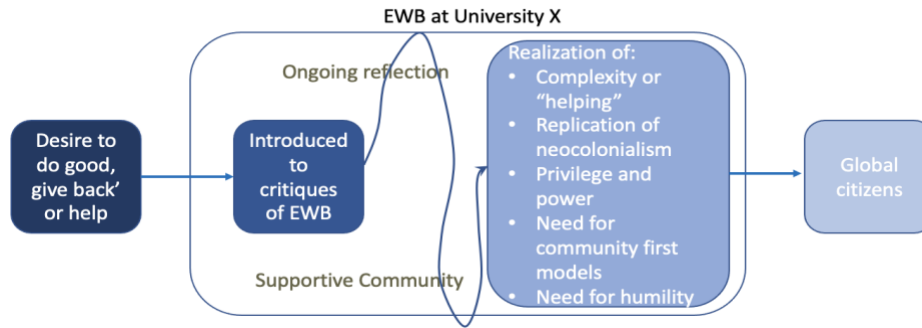 EWB at University X
Desire to
do good,
give back’
or help
Introduced
to
critiques
of EWB
Ongoing reflection
Supportive Community
Realization of:
• Complexity or
“helping”
• Replication of
neocolonialism
• Privilege and
power
• Need for
community first
models
• Need for humility
Global
citizens